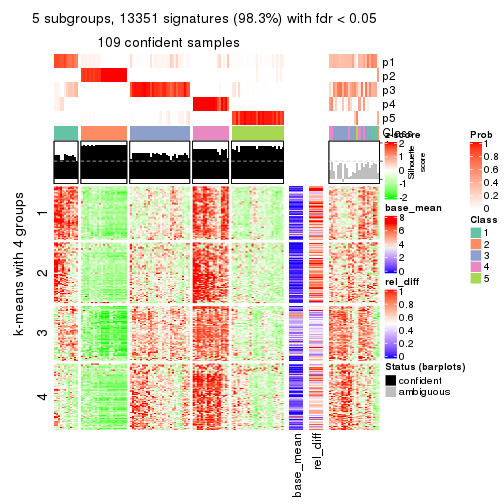 5 subgroups, 13351 signatures (98.3%) with fdr < 0.05
109 confident samples
p1
p2
p3
p4
p5
Class
z-score
2
1
0
-1
-2
Silhouette
score
Prob
1
0.8
0.6
0.4
0.2
0
Class
1
2
3
4
5
base_mean
8
6
4
2
0
rel_diff
1
0.8
0.6
0.4
0.2
0
Status (barplots)
confident
ambiguous
k-means with 4 groups
1
2
3
4
base_mean
rel_diff